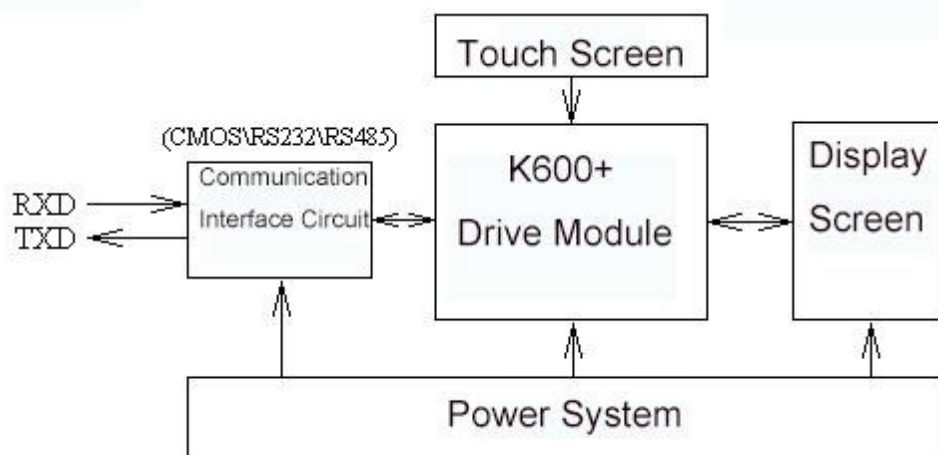 Touch Screen
(CMOS\RS232\RS485)
Communication
Interface Circuit
RXD
TXD
K600+
Drive Module
Display
Screen
Power System